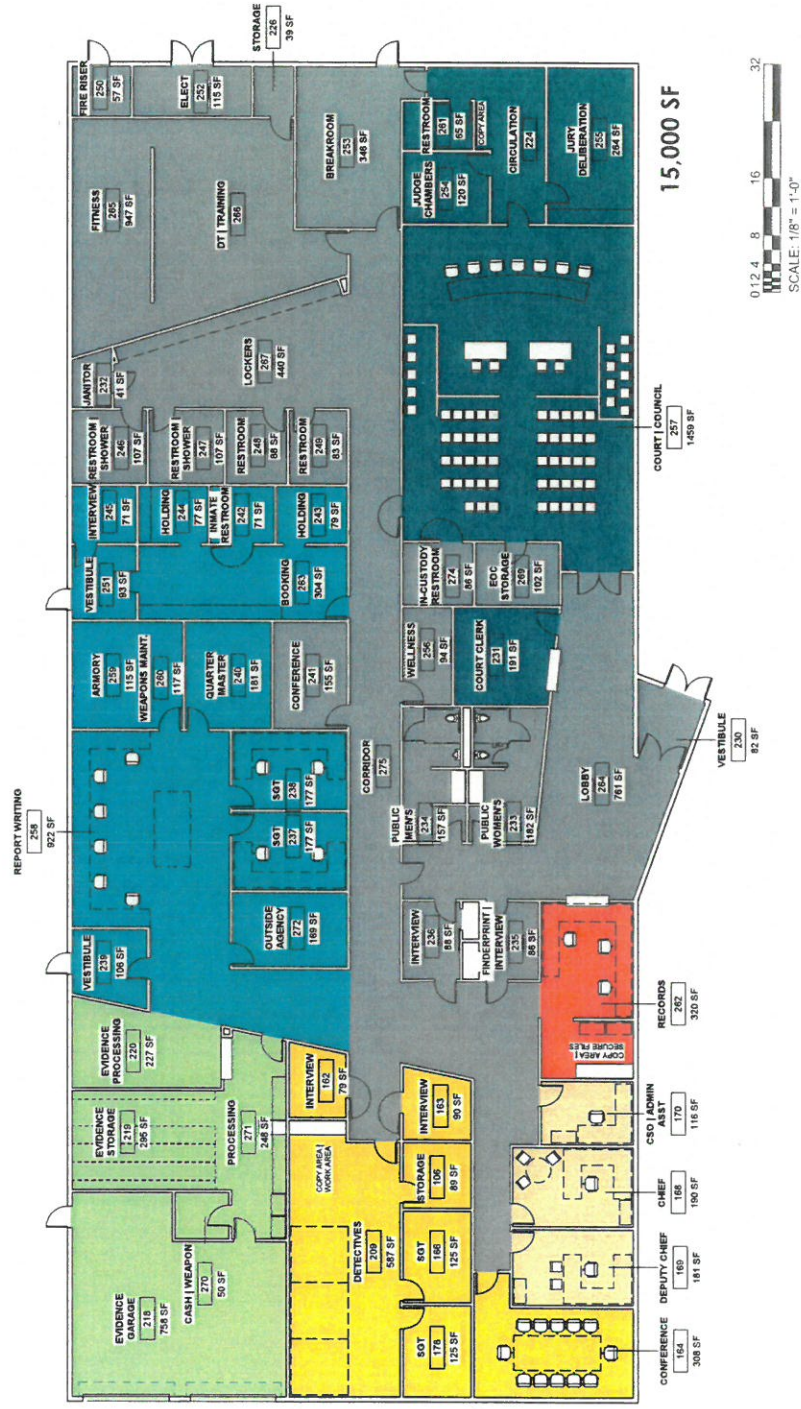 FIRE RISER
250
57 SF
ELECT
252
115 SF
STORAGE
226
39 SF
FITNESS
265
947 SF
DT | TRAINING
266
BREAKROOM
253
346 SF
RESTROOM
261
65 SF
COPY AREA
JUDGE
CHAMBERS
254
120 SF
CIRCULATION
224
JURY
DELIBERATION
255
264 SF
JANITOR
232
41 SF
LOCKERS
267
440 SF
RESTROOM |
SHOWER
246
107 SF
RESTROOM |
SHOWER
247
107 SF
RESTROOM
248
88 SF
RESTROOM
249
83 SF
COURT | COUNCIL
257
1459 SF
INTERVIEW
245
71 SF
HOLDING
244
77 SF
INMATE
RESTROOM
242
71 SF
HOLDING
243
79 SF
VESTIBULE
251
93 SF
BOOKING
263
304 SF
IN-CUSTODY
RESTROOM
274
86 SF
EOC
STORAGE
269
102 SF
ARMORY
259
115 SF
WEAPONS MAINT.
260
117 SF
QUARTER
MASTER
240
181 SF
CONFERENCE
241
155 SF
WELLNESS
256
94 SF
COURT CLERK
231
191 SF
REPORT WRITING
258
922 SF
SGT
238
177 SF
SGT
237
177 SF
CORRIDOR
275
PUBLIC
MEN'S
234
157 SF
PUBLIC
WOMEN'S
233
182 SF
LOBBY
264
761 SF
VESTIBULE
230
82 SF
VESTIBULE
239
106 SF
OUTSIDE
AGENCY
272
169 SF
INTERVIEW
236
88 SF
FINDERPRINT |
INTERVIEW
235
86 SF
RECORDS
262
320 SF
COPY AREA |
SECURE FILES
EVIDENCE
PROCESSING
220
227 SF
EVIDENCE
STORAGE
219
295 SF
PROCESSING
271
248 SF
INTERVIEW
162
79 SF
INTERVIEW
163
90 SF
CSO | ADMIN
ASST
170
116 SF
COPY AREA |
WORK AREA
STORAGE
106
89 SF
CHIEF
168
190 SF
EVIDENCE
GARAGE
218
758 SF
CASH | WEAPON
270
50 SF
DETECTIVES
209
587 SF
SGT
166
125 SF
SGT
178
125 SF
DEPUTY CHIEF
169
181 SF
CONFERENCE
164
308 SF
15,000 SF
0 1 2 4 8 16 32
SCALE: 1/8" = 1'-0"